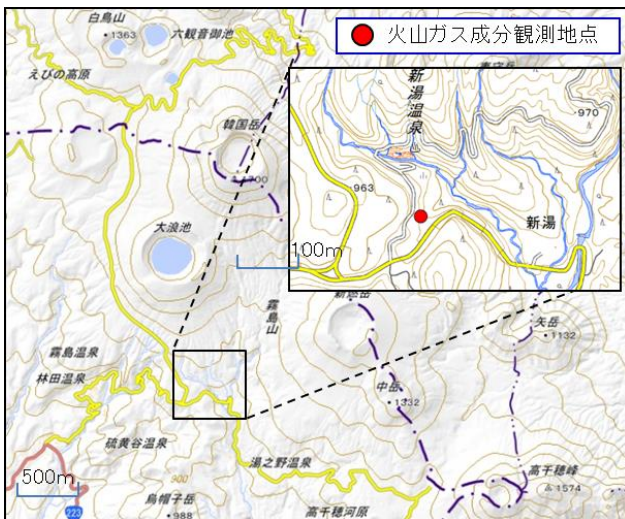 白鳥山
・1363
六観音御池
火山ガス成分観測地点
えびの高原
韓国岳
・1700
大浪池
霧島山
新湯温泉
・970
・963
新湯
100m
矢岳
・1132
中岳
・1332
霧島温泉
林田温泉
硫黄谷温泉
湯之野温泉
500m
900
烏帽子岳
・988
高千穂河原
高千穂峰
1574
223